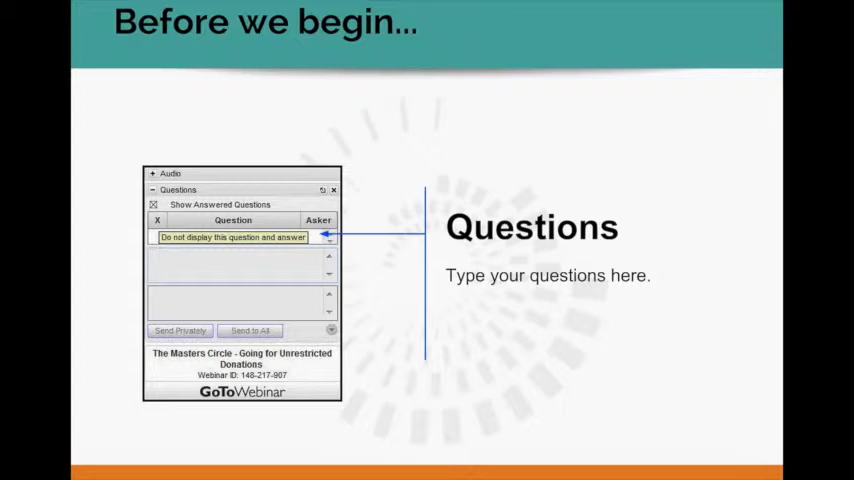 Before we begin...
+ Audio
− Questions
Show Answered Questions
X Question Asker
Do not display this question and answer
Send Privately Send to All
The Masters Circle - Going for Unrestricted
Donations
Webinar ID: 148-217-907
GoToWebinar
Questions
Type your questions here.